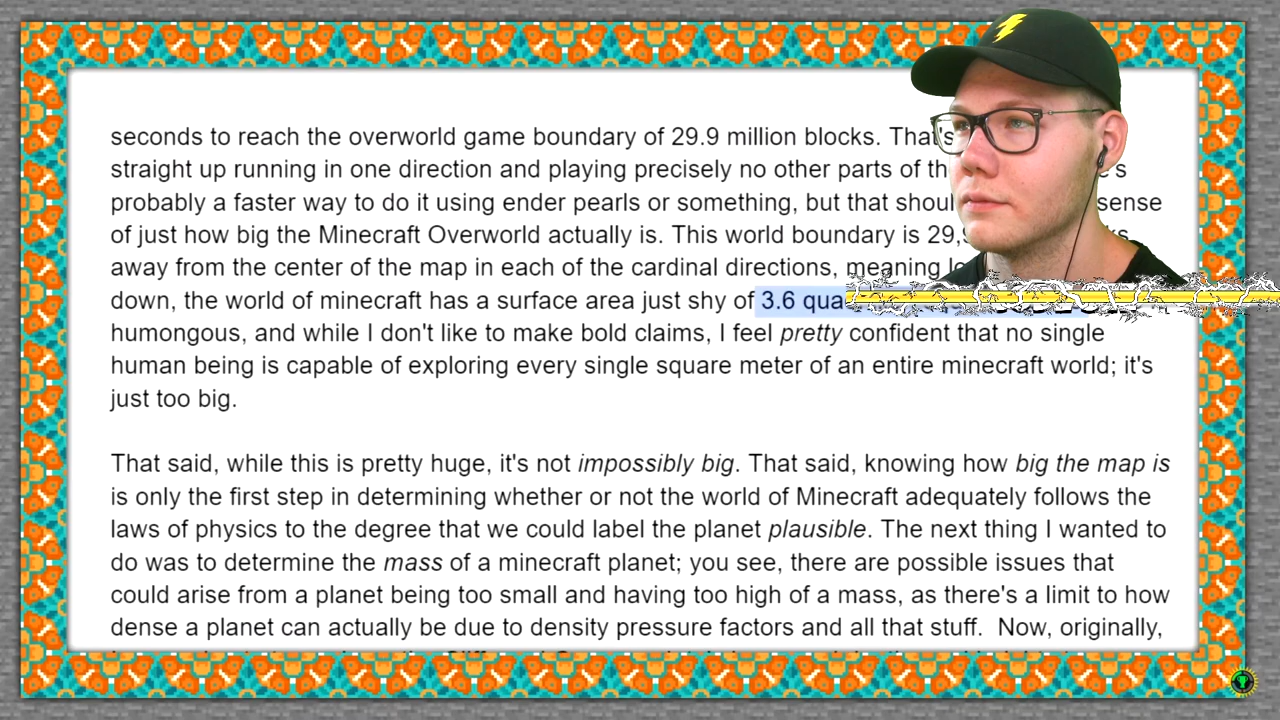 seconds to reach the overworld game boundary of 29.9 million blocks. That's
straight up running in one direction and playing precisely no other parts of
probably a faster way to do it using ender pearls or something, but that sense
of just how big the Minecraft Overworld actually is. This world boundary is
away from the center of the map in each of the cardinal directions, meaning
down, the world of minecraft has a surface area just shy of 3.6
humongous, and while I don't like to make bold claims, I feel pretty confident that no single
human being is capable of exploring every single square meter of an entire minecraft world; it's
just too big.
That said, while this is pretty huge, it's not impossibly big. That said, knowing how big the map is
is only the first step in determining whether or not the world of Minecraft adequately follows the
laws of physics to the degree that we could label the planet plausible. The next thing I wanted to
do was to determine the mass of a minecraft planet; you see, there are possible issues that
could arise from a planet being too small and having too high of a mass, as there's a limit to how
dense a planet can actually be due to density pressure factors and all that stuff. Now, originally,